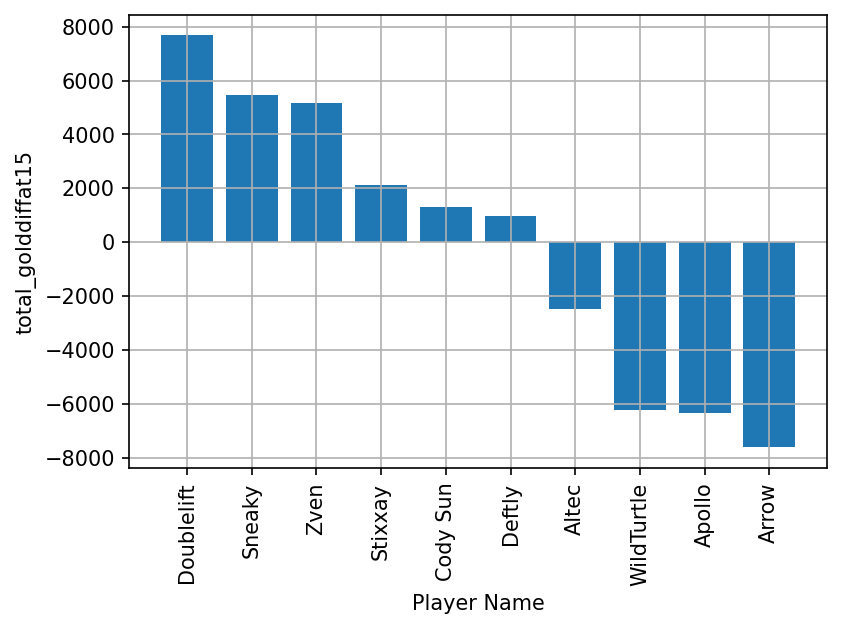 8000
6000
4000
2000
0
−2000
−4000
−6000
−8000
total_golddiffat15
Doublelift
Sneaky
Zven
Stixxay
Cody Sun
Deftly
Altec
WildTurtle
Apollo
Arrow
Player Name